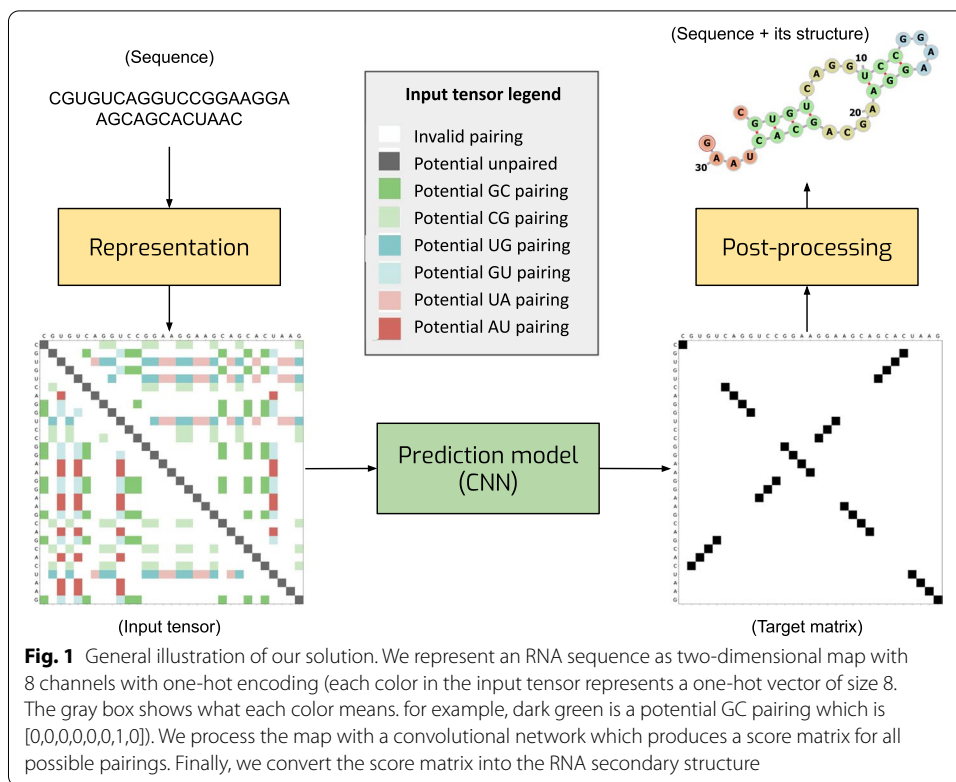 (Sequence)
CGUGUCAGGUCCGGAAGGA
AGCAGCACUAAC
Representation
Input tensor legend
Invalid pairing
Potential unpaired
Potential GC pairing
Potential CG pairing
Potential UG pairing
Potential GU pairing
Potential UA pairing
Potential AU pairing
(Sequence + its structure)
C G U G U C A G G U C C G G A A G G A A G C A G C A C U A A G
10
20
30
Post-processing
C G U G U C A G G U C C G G A A G G A A G C A G C A C U A A G
C G U G U C A G G U C C G G A A G G A A G C A G C A C U A A G
(Input tensor)
Prediction model
(CNN)
C G U G U C A G G U C C G G A A G G A A G C A G C A C U A A G
C G U G U C A G G U C C G G A A G G A A G C A G C A C U A A G
(Target matrix)
Fig. 1 General illustration of our solution. We represent an RNA sequence as two-dimensional map with
8 channels with one-hot encoding (each color in the input tensor represents a one-hot vector of size 8.
The gray box shows what each color means. for example, dark green is a potential GC pairing which is
[0,0,0,0,0,0,1,0]). We process the map with a convolutional network which produces a score matrix for all
possible pairings. Finally, we convert the score matrix into the RNA secondary structure